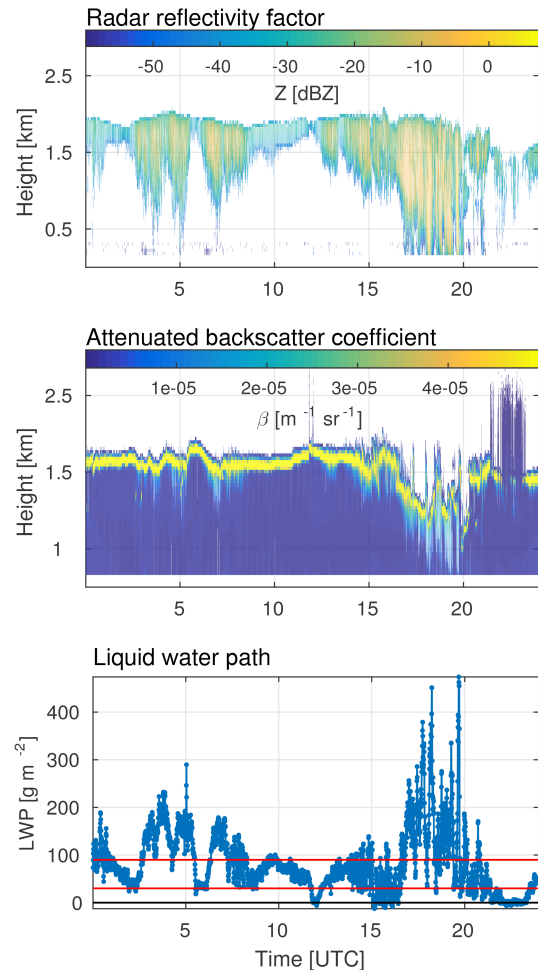 Radar reflectivity factor
-50 -40 -30 -20 -10 0
Z [dBZ]
2.5
1.5
0.5
Height [km]
5 10 15 20
Attenuated backscatter coefficient
1e-05 2e-05 3e-05 4e-05
β [m⁻¹ sr⁻¹]
2.5
1.5
1
Height [km]
5 10 15 20
Liquid water path
400
300
200
100
0
LWP [g m⁻²]
0 5 10 15 20
Time [UTC]